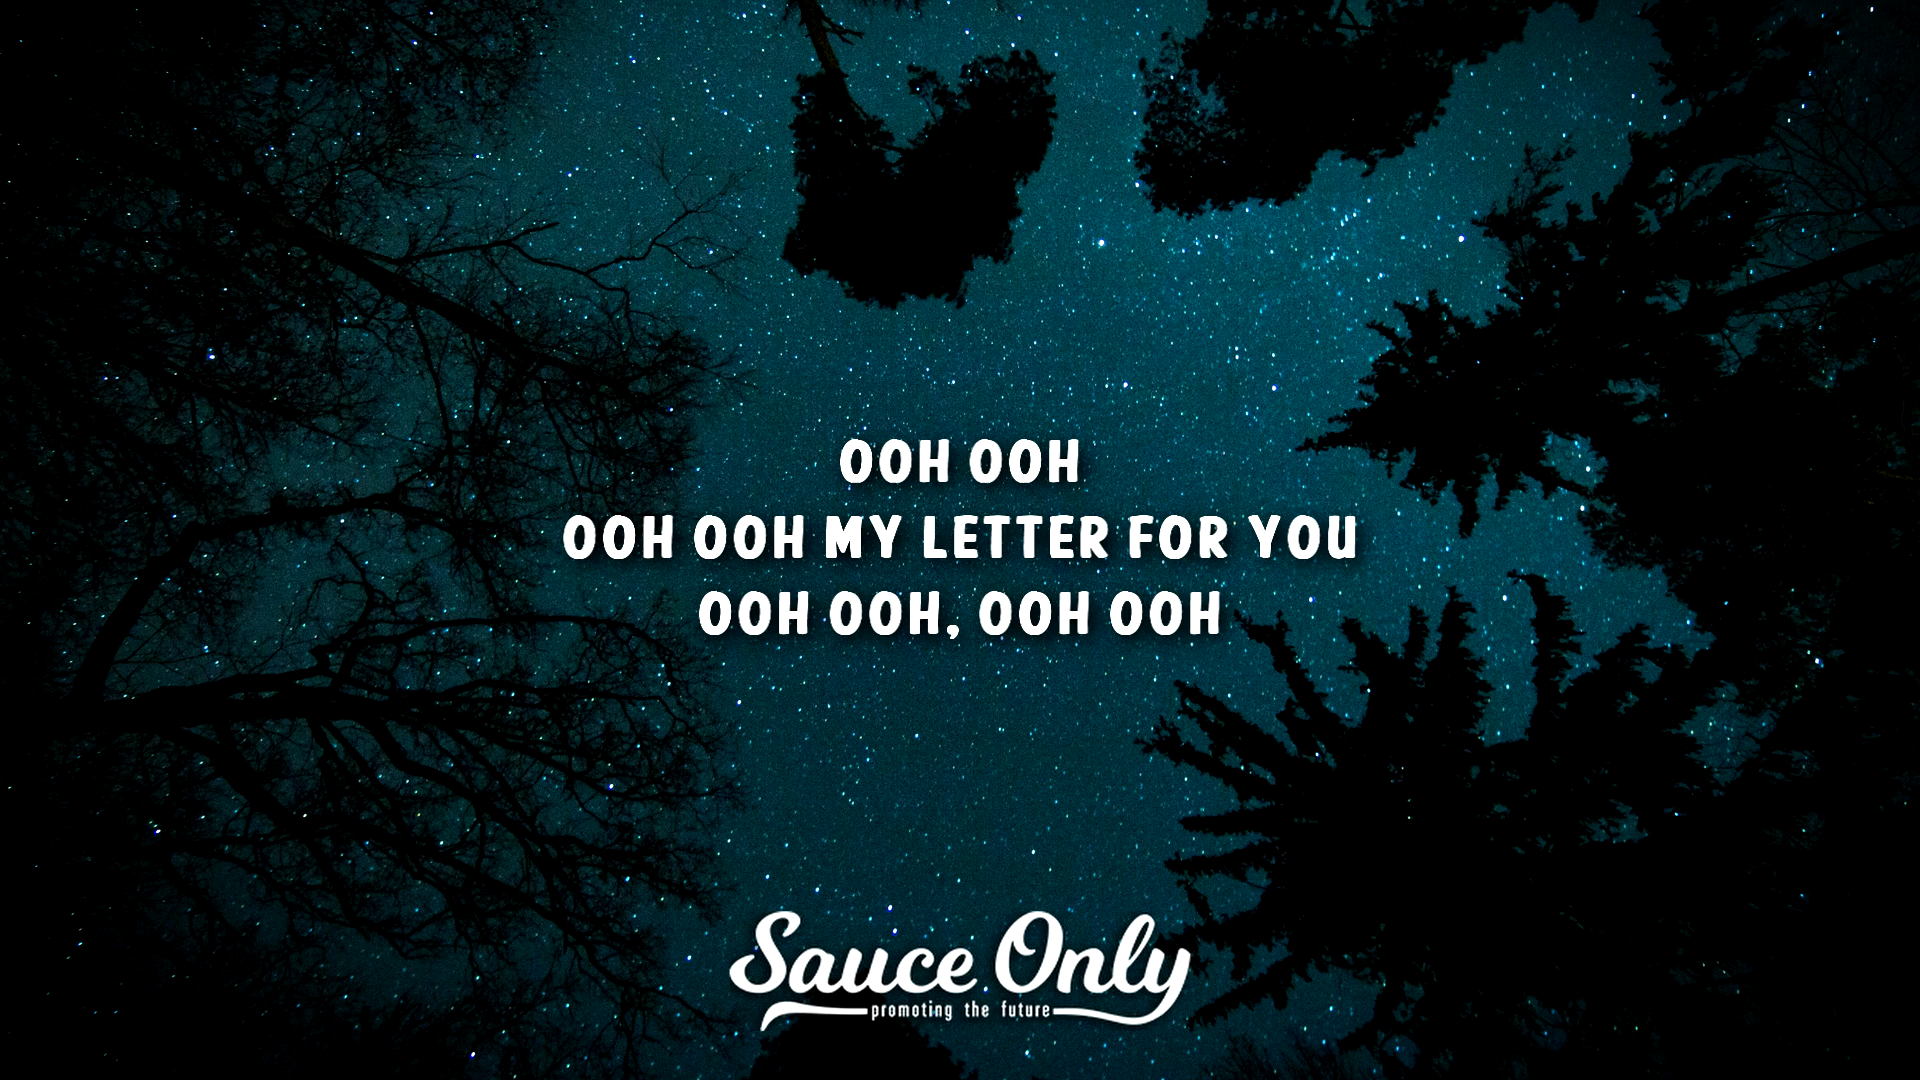 OOH OOH
OOH OOH MY LETTER FOR YOU
OOH OOH, OOH OOH
Sauce Only
promoting the future